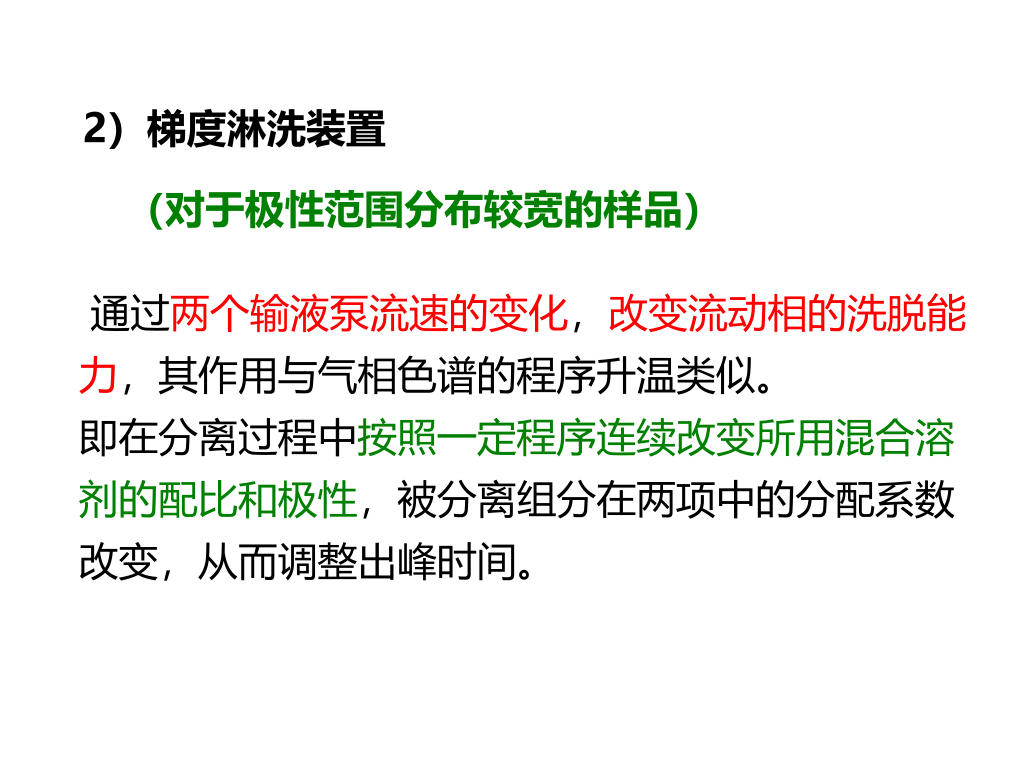 2）梯度淋洗装置
（对于极性范围分布较宽的样品）
通过两个输液泵流速的变化，改变流动相的洗脱能
力，其作用与气相色谱的程序升温类似。
即在分离过程中按照一定程序连续改变所用混合溶
剂的配比和极性，被分离组分在两项中的分配系数
改变，从而调整出峰时间。